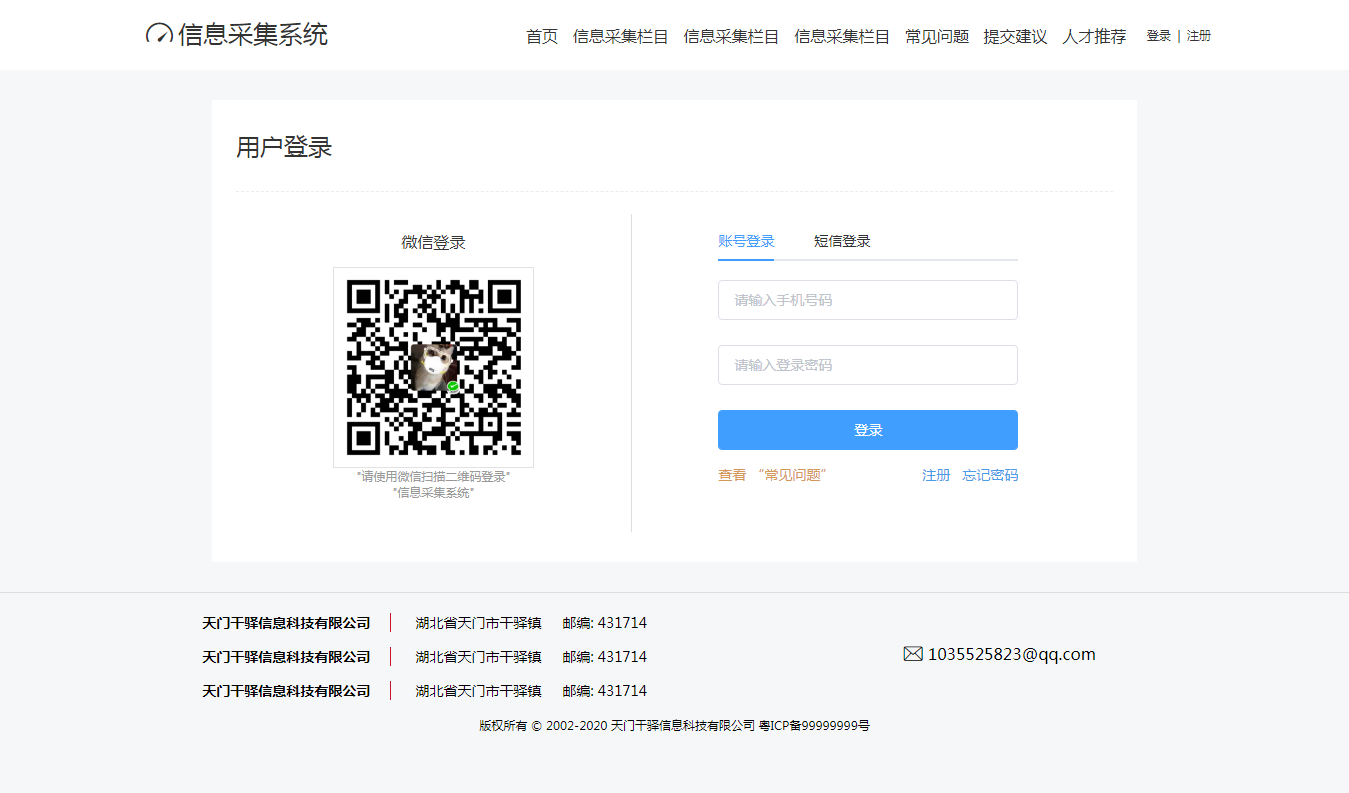 信息采集系统
首页 信息采集栏目 信息采集栏目 信息采集栏目 常见问题 提交建议 人才推荐 登录 | 注册
用户登录
微信登录
"请使用微信扫描二维码登录"
"信息采集系统"
账号登录 短信登录
请输入手机号码
请输入登录密码
登录
查看 “常见问题” 注册 忘记密码
天门干驿信息科技有限公司 湖北省天门市干驿镇 邮编: 431714
天门干驿信息科技有限公司 湖北省天门市干驿镇 邮编: 431714
天门干驿信息科技有限公司 湖北省天门市干驿镇 邮编: 431714
1035525823@qq.com
版权所有 © 2002-2020 天门干驿信息科技有限公司 粤ICP备99999999号